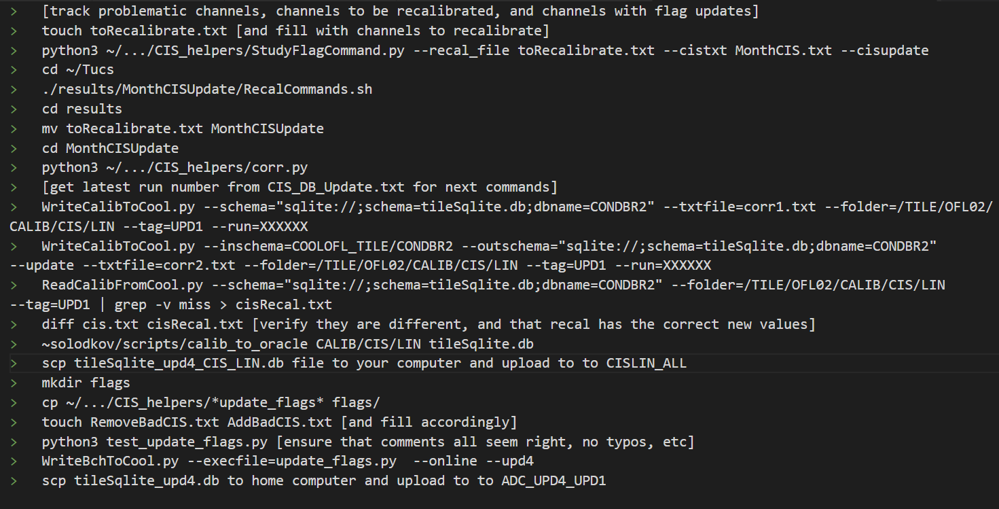 > [track problematic channels, channels to be recalibrated, and channels with flag updates]
> touch toRecalibrate.txt [and fill with channels to recalibrate]
> python3 ~/.../CIS_helpers/StudyFlagCommand.py --recal_file toRecalibrate.txt --cistxt MonthCIS.txt --cisupdate
> cd ~/Tucs
> ./results/MonthCISUpdate/RecalCommands.sh
> cd results
> mv toRecalibrate.txt MonthCISUpdate
> cd MonthCISUpdate
> python3 ~/.../CIS_helpers/corr.py
> [get latest run number from CIS_DB_Update.txt for next commands]
> WriteCalibToCool.py --schema="sqlite://;schema=tileSqlite.db;dbname=CONDBR2" --txtfile=corr1.txt --folder=/TILE/OFL02/
CALIB/CIS/LIN --tag=UPD1 --run=XXXXXX
> WriteCalibToCool.py --inschema=COOLOFL_TILE/CONDBR2 --outschema="sqlite://;schema=tileSqlite.db;dbname=CONDBR2"
--update --txtfile=corr2.txt --folder=/TILE/OFL02/CALIB/CIS/LIN --tag=UPD1 --run=XXXXXX
> ReadCalibFromCool.py --schema="sqlite://;schema=tileSqlite.db;dbname=CONDBR2" --folder=/TILE/OFL02/CALIB/CIS/LIN
--tag=UPD1 | grep -v miss > cisRecal.txt
> diff cis.txt cisRecal.txt [verify they are different, and that recal has the correct new values]
> ~solodkov/scripts/calib_to_oracle CALIB/CIS/LIN tileSqlite.db
> scp tileSqlite_upd4_CIS_LIN.db file to your computer and upload to to CISLIN_ALL
> mkdir flags
> cp ~/.../CIS_helpers/*update_flags* flags/
> touch RemoveBadCIS.txt AddBadCIS.txt [and fill accordingly]
> python3 test_update_flags.py [ensure that comments all seem right, no typos, etc]
> WriteBchToCool.py --execfile=update_flags.py  --online --upd4
> scp tileSqlite_upd4.db to home computer and upload to to ADC_UPD4_UPD1